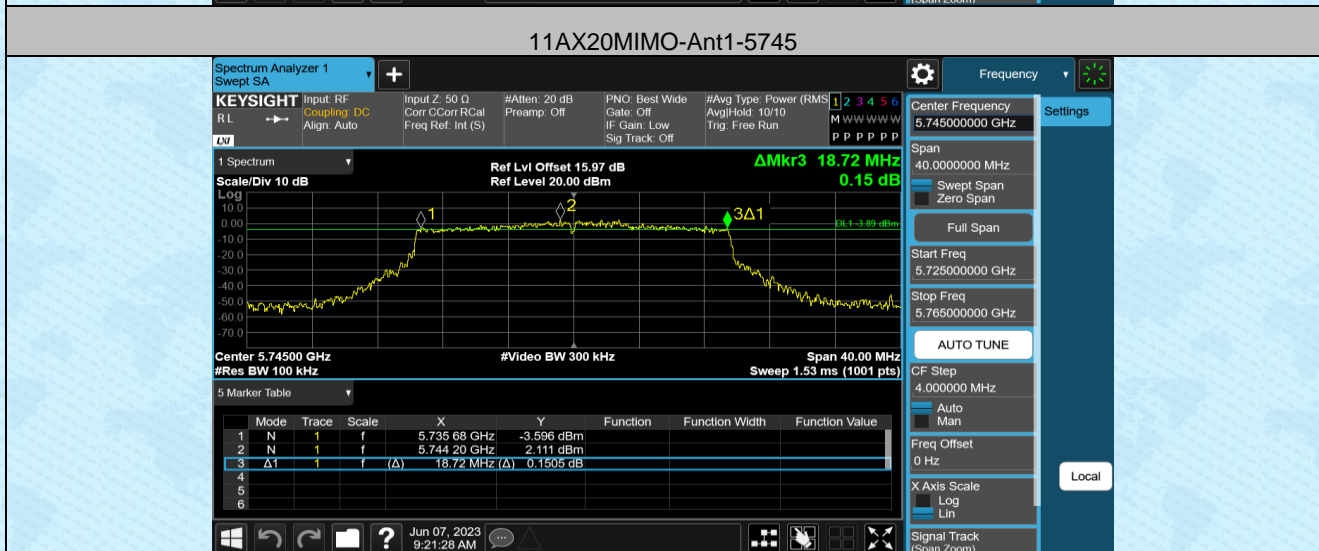 (Span Zoom)
11AX20MIMO-Ant1-5745
Spectrum Analyzer 1
Swept SA
Frequency
KEYSIGHT
RL
LXI
Input: RF
Coupling: DC
Align: Auto
Input Z: 50 Ω
Corr CCorr RCal
Freq Ref: Int (S)
#Atten: 20 dB
Preamp: Off
PNO: Best Wide
Gate: Off
IF Gain: Low
Sig Track: Off
#Avg Type: Power (RMS
Avg|Hold: 10/10
Trig: Free Run
1 2 3 4 5 6
M W W W W W
P P P P P P
Center Frequency
5.745000000 GHz
Settings
Span
40.0000000 MHz
Swept Span
Zero Span
Full Span
Start Freq
5.725000000 GHz
Stop Freq
5.765000000 GHz
AUTO TUNE
CF Step
4.000000 MHz
Auto
Man
Freq Offset
0 Hz
X Axis Scale
Log
Lin
Signal Track
(Span Zoom)
Local
1 Spectrum
Scale/Div 10 dB
Log
Ref Lvl Offset 15.97 dB
Ref Level 20.00 dBm
ΔMkr3 18.72 MHz
0.15 dB
10.0
0.00
-10.0
-20.0
-30.0
-40.0
-50.0
-60.0
-70.0
1
2
3Δ1
DL1 -3.89 dBm
Center 5.74500 GHz
#Res BW 100 kHz
#Video BW 300 kHz
Span 40.00 MHz
Sweep 1.53 ms (1001 pts)
5 Marker Table
Mode Trace Scale X Y Function Function Width Function Value
1 N 1 f 5.735 68 GHz -3.596 dBm
2 N 1 f 5.744 20 GHz 2.111 dBm
3 Δ1 1 f (Δ) 18.72 MHz (Δ) 0.1505 dB
4
5
6
Jun 07, 2023
9:21:28 AM